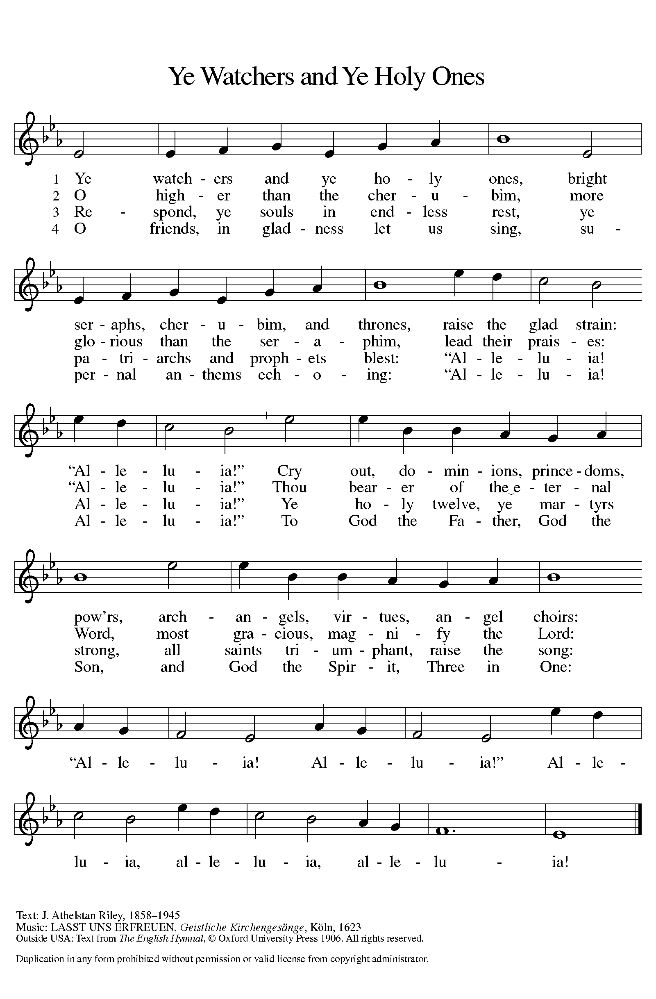 Ye Watchers and Ye Holy Ones
1 Ye watch - ers and ye ho - ly ones, bright
2 O high - er than the cher - u - bim, more
3 Re - spond, ye souls in end - less rest, ye
4 O friends, in glad - ness let us sing, su -
ser - aphs, cher - u - bim, and thrones, raise the glad strain:
glo - rious than the ser - a - phim, lead their prais - es:
pa - tri - archs and proph - ets blest: “Al - le - lu - ia!
per - nal an - thems ech - o - ing: “Al - le - lu - ia!
“Al - le - lu - ia!” Cry out, do - min - ions, prince - doms,
“Al - le - lu - ia!” Thou bear - er of the‿e - ter - nal
Al - le - lu - ia!” Ye ho - ly twelve, ye mar - tyrs
Al - le - lu - ia!” To God the Fa - ther, God the
pow'rs, arch - an - gels, vir - tues, an - gel choirs:
Word, most gra - cious, mag - ni - fy the Lord:
strong, all saints tri - um - phant, raise the song:
Son, and God the Spir - it, Three in One:
“Al - le - lu - ia! Al - le - lu - ia!” Al - le -
lu - ia, al - le - lu - ia, al - le - lu - ia!
Text: J. Athelstan Riley, 1858–1945
Music: LASST UNS ERFREUEN, Geistliche Kirchengesänge, Köln, 1623
Outside USA: Text from The English Hymnal, © Oxford University Press 1906. All rights reserved.
Duplication in any form prohibited without permission or valid license from copyright administrator.